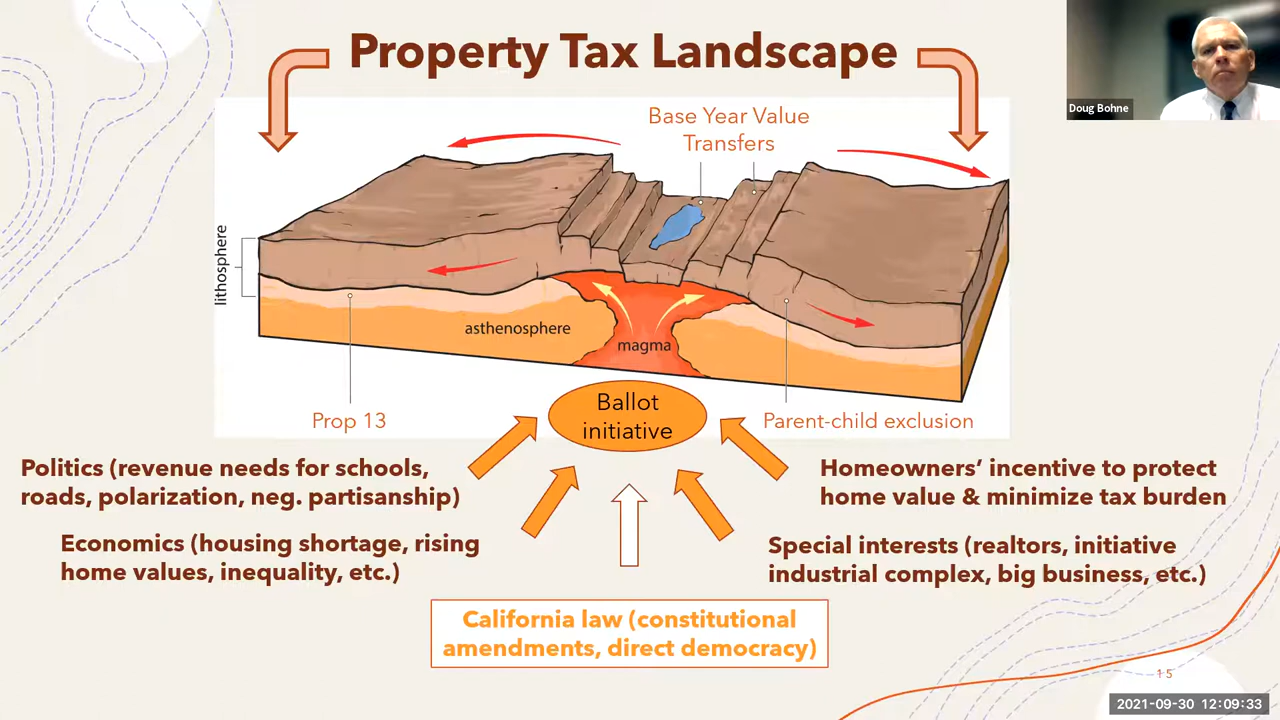 Property Tax Landscape
Doug Bohne
Base Year Value
Transfers
lithosphere
asthenosphere
magma
Prop 13
Ballot
initiative
Parent-child exclusion
Politics (revenue needs for schools,
roads, polarization, neg. partisanship)
Homeowners’ incentive to protect
home value & minimize tax burden
Economics (housing shortage, rising
home values, inequality, etc.)
Special interests (realtors, initiative
industrial complex, big business, etc.)
California law (constitutional
amendments, direct democracy)
15
2021-09-30 12:09:33